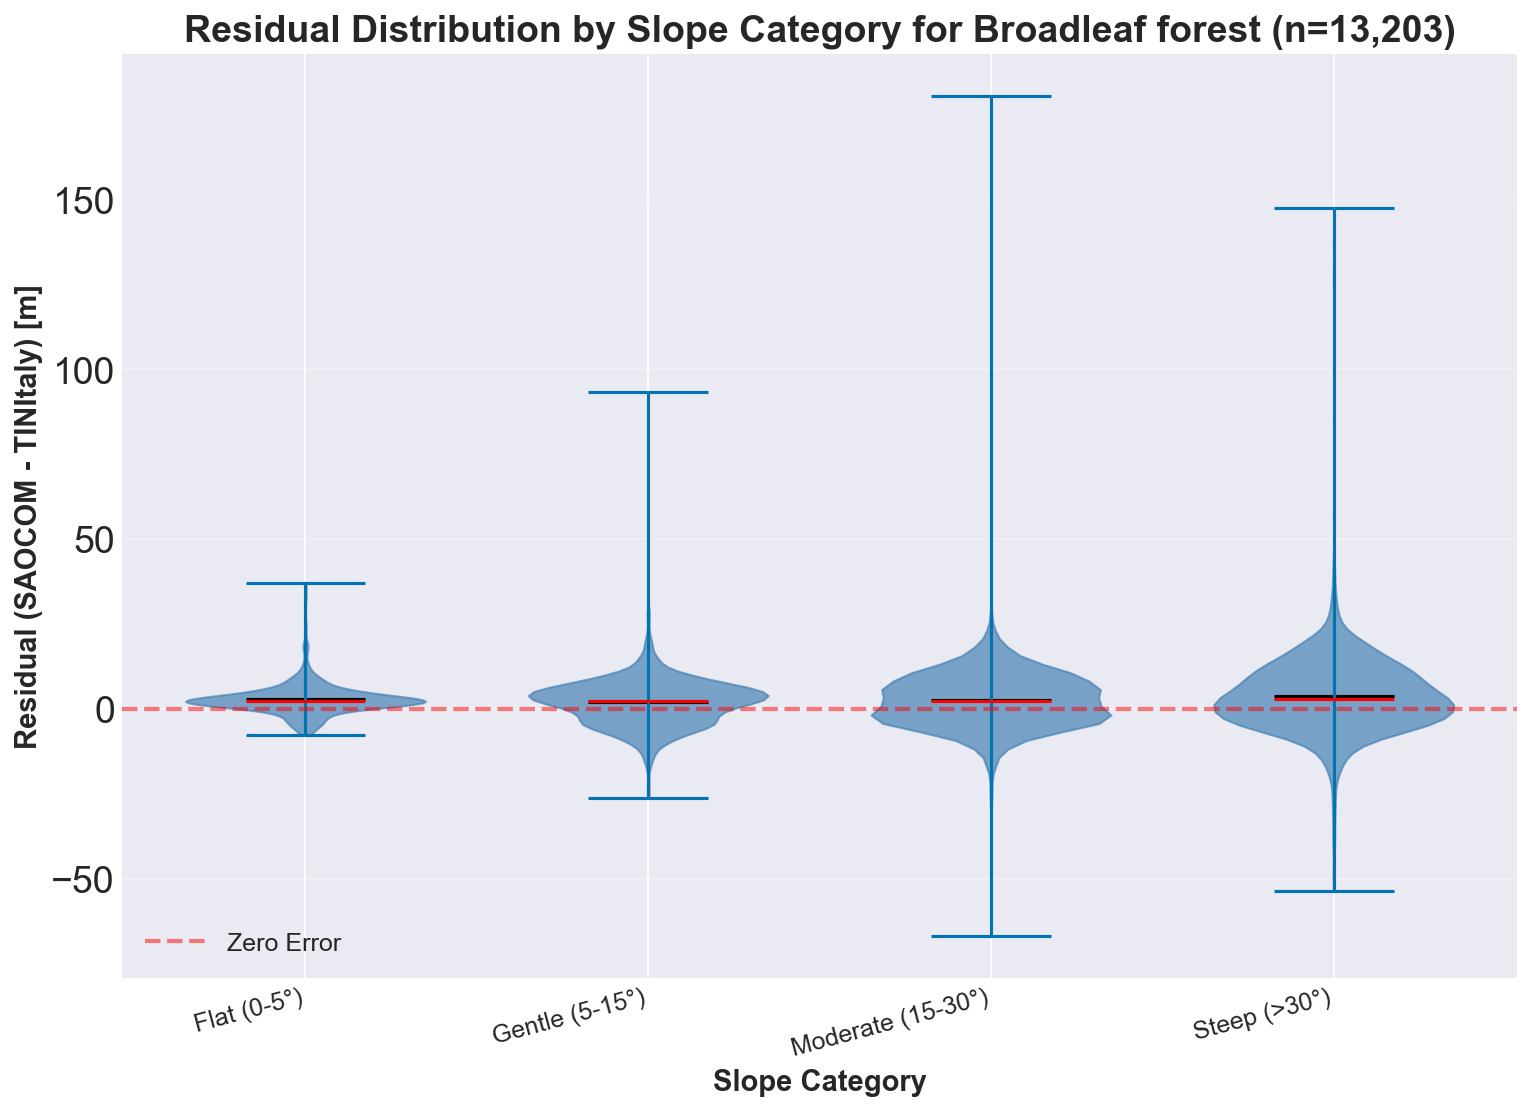 Residual Distribution by Slope Category for Broadleaf forest (n=13,203)
Residual (SAOCOM - TINItaly) [m]
150
100
50
0
−50
Zero Error
Flat (0-5°)
Gentle (5-15°)
Moderate (15-30°)
Steep (>30°)
Slope Category